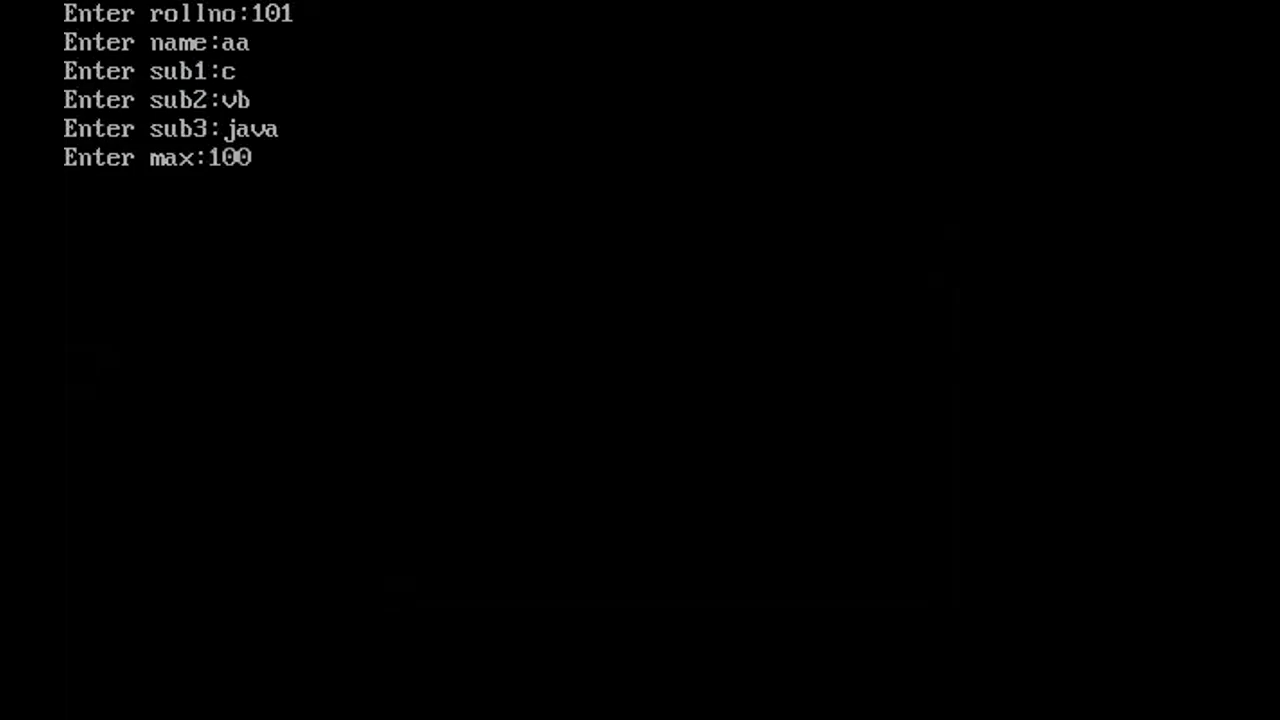 Enter rollno:101
Enter name:aa
Enter sub1:c
Enter sub2:vb
Enter sub3:java
Enter max:100